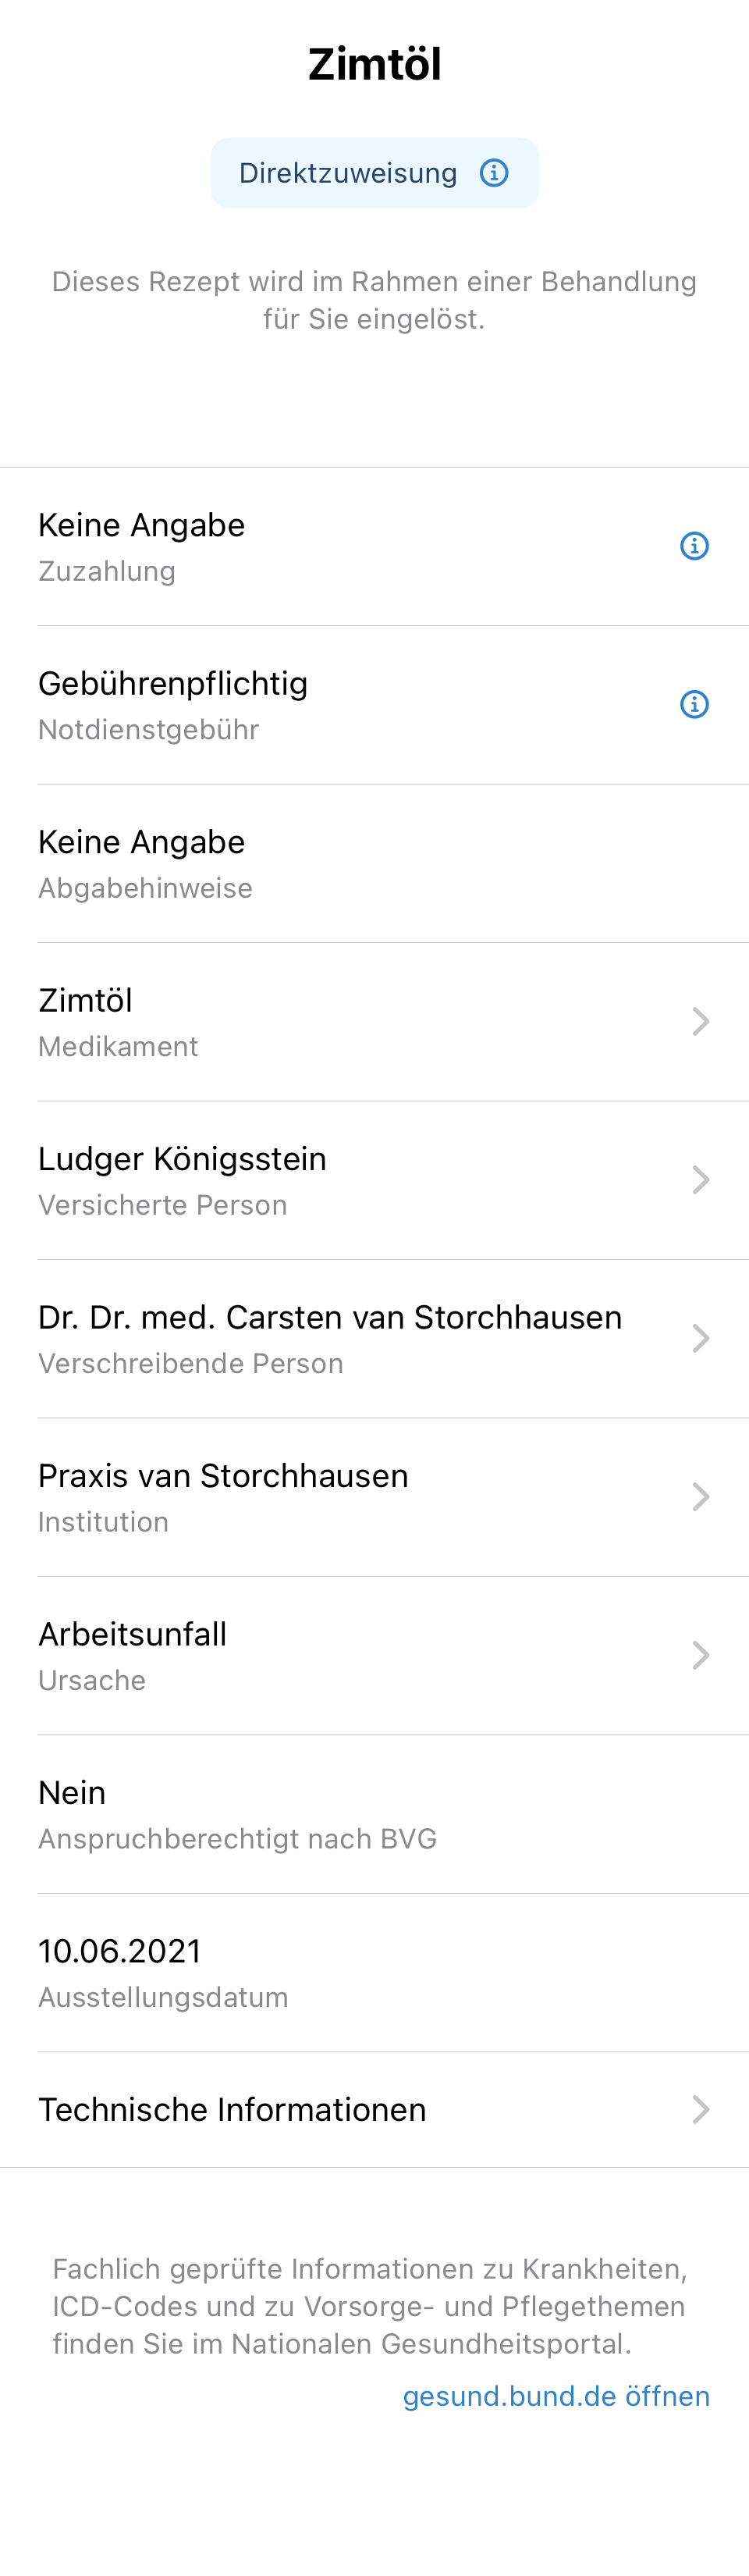 Zimtöl
Direktzuweisung
Dieses Rezept wird im Rahmen einer Behandlung
für Sie eingelöst.
Keine Angabe
Zuzahlung
Gebührenpflichtig
Notdienstgebühr
Keine Angabe
Abgabehinweise
Zimtöl
Medikament
Ludger Königsstein
Versicherte Person
Dr. Dr. med. Carsten van Storchhausen
Verschreibende Person
Praxis van Storchhausen
Institution
Arbeitsunfall
Ursache
Nein
Anspruchberechtigt nach BVG
10.06.2021
Ausstellungsdatum
Technische Informationen
Fachlich geprüfte Informationen zu Krankheiten,
ICD-Codes und zu Vorsorge- und Pflegethemen
finden Sie im Nationalen Gesundheitsportal.
gesund.bund.de öffnen